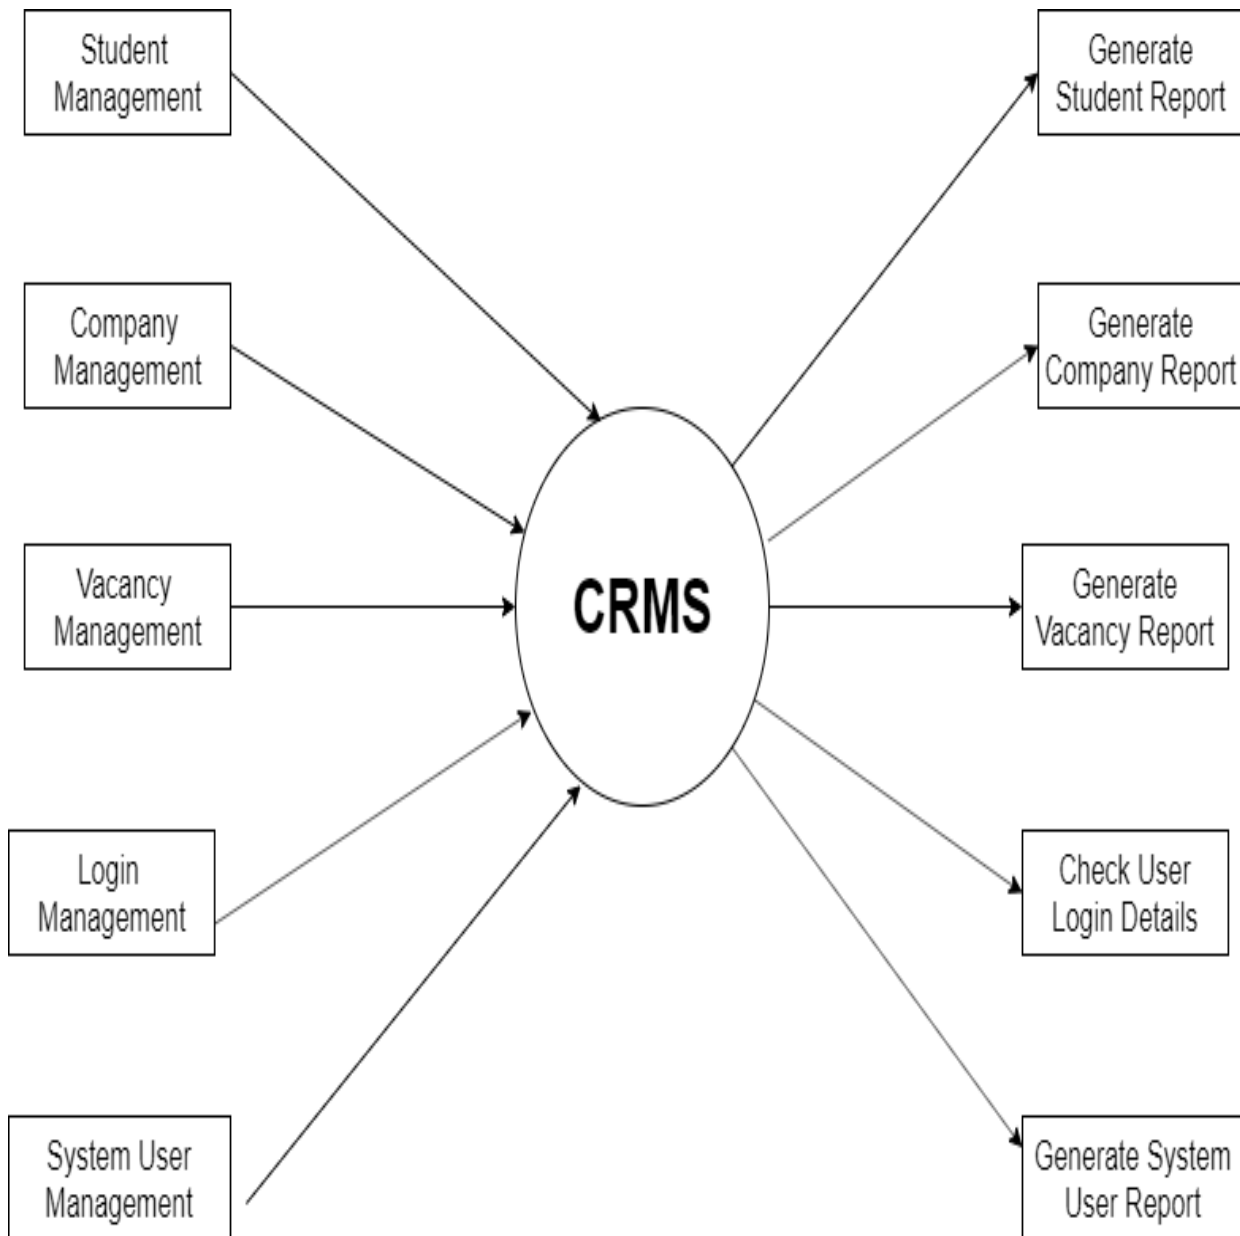 Student
Management
Generate
Student Report
Company
Management
Generate
Company Report
Vacancy
Management
CRMS
Generate
Vacancy Report
Login
Management
Check User
Login Details
System User
Management
Generate System
User Report